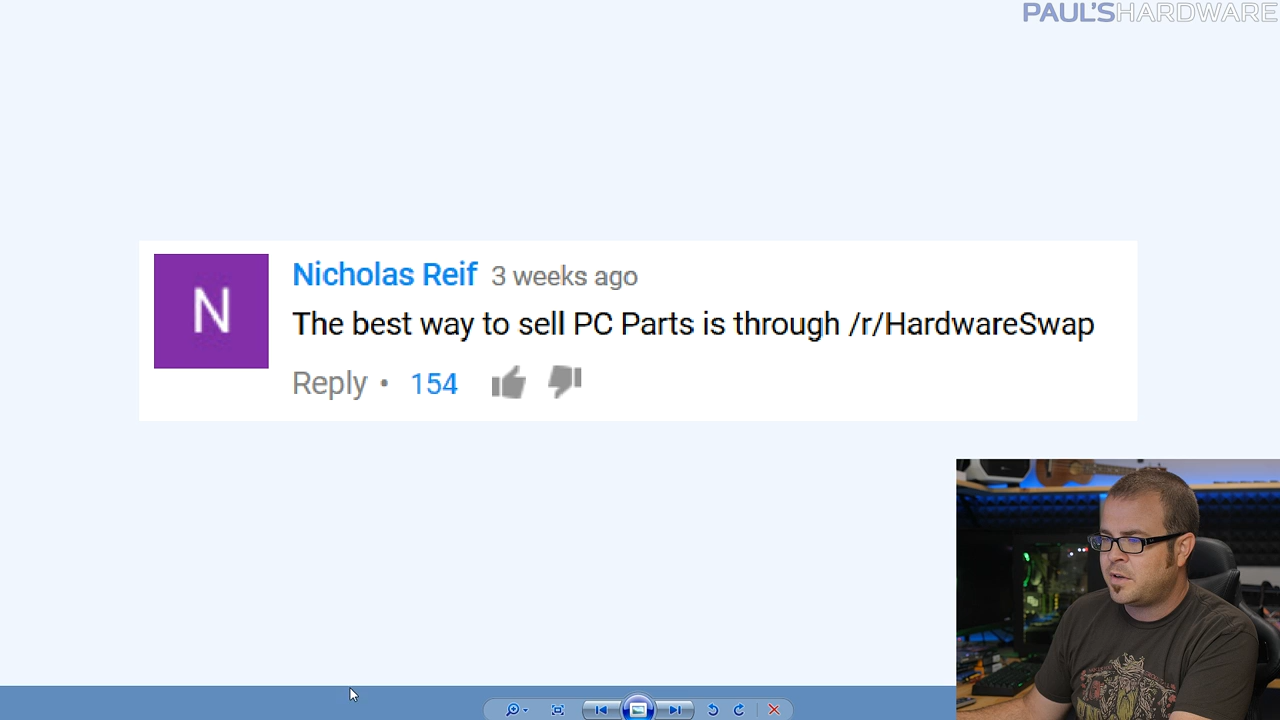 PAUL'SHARDWARE
N
Nicholas Reif 3 weeks ago
The best way to sell PC Parts is through /r/HardwareSwap
Reply • 154